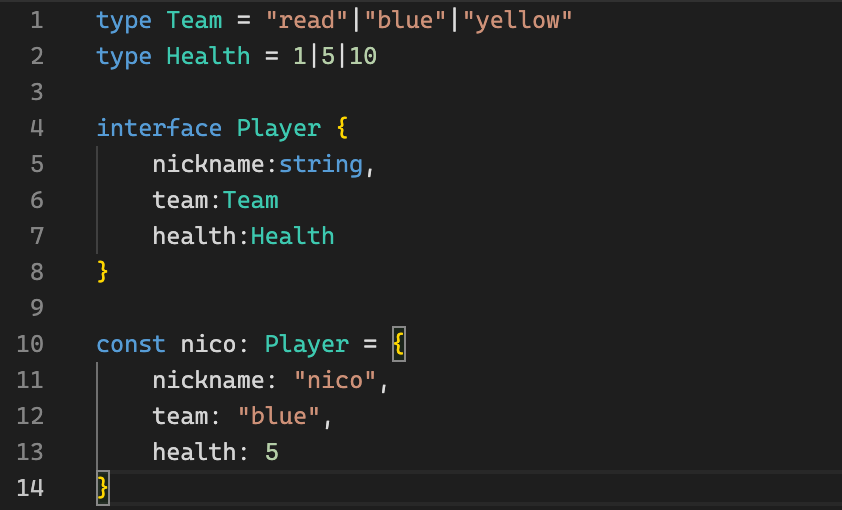 1 type Team = "read"|"blue"|"yellow"
2 type Health = 1|5|10
3
4 interface Player {
5     nickname:string,
6     team:Team
7     health:Health
8 }
9
10 const nico: Player = {
11     nickname: "nico",
12     team: "blue",
13     health: 5
14 }